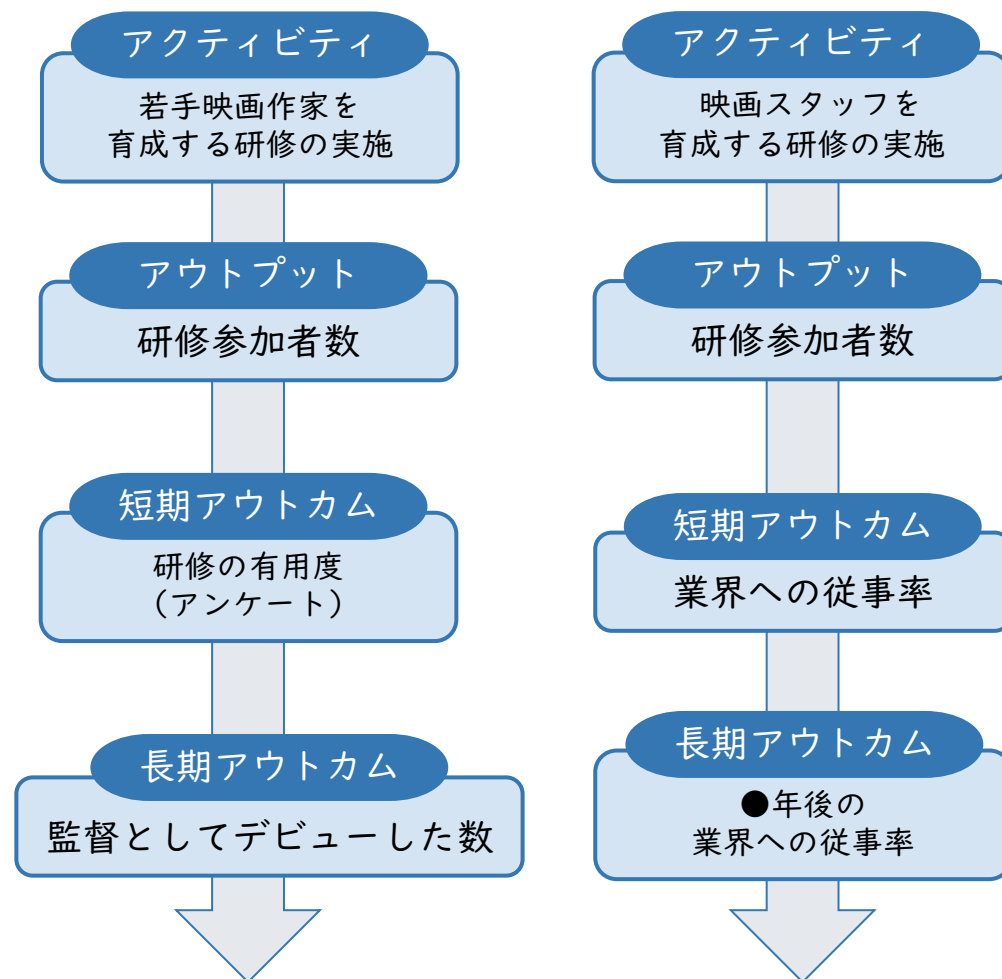 アクティビティ
若手映画作家を
育成する研修の実施
アウトプット
研修参加者数
短期アウトカム
研修の有用度
（アンケート）
長期アウトカム
監督としてデビューした数
アクティビティ
映画スタッフを
育成する研修の実施
アウトプット
研修参加者数
短期アウトカム
業界への従事率
長期アウトカム
●年後の
業界への従事率